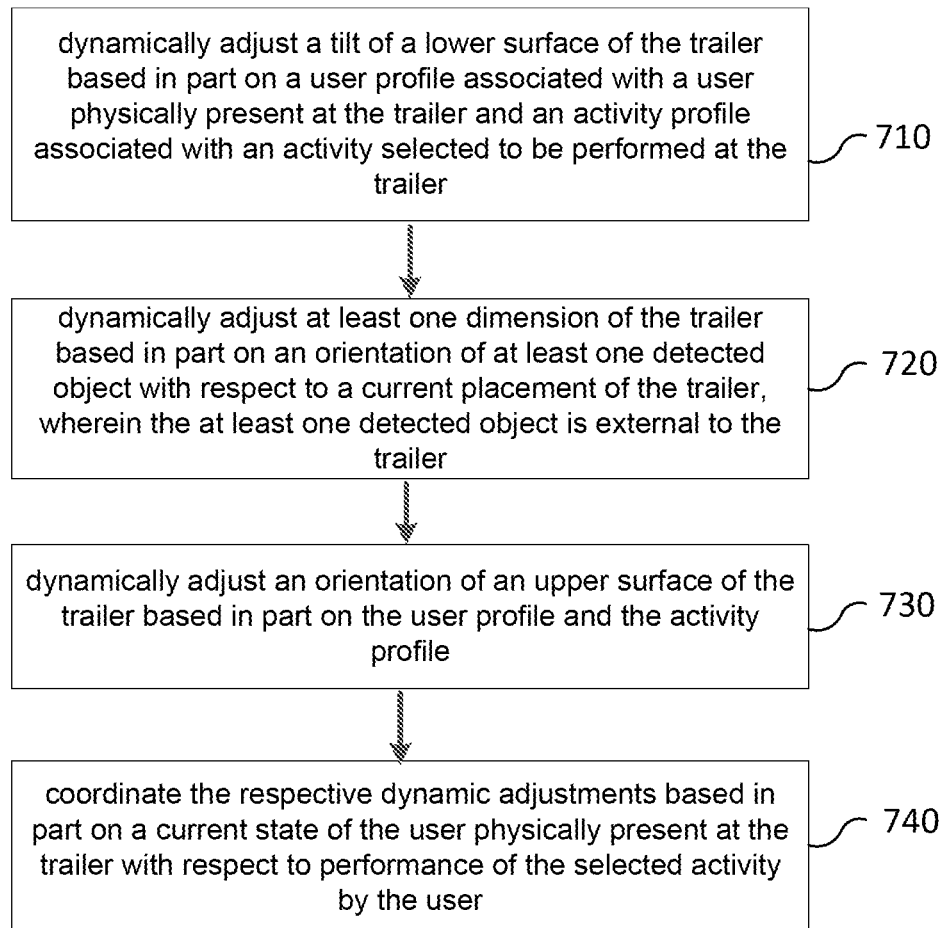 dynamically adjust a tilt of a lower surface of the trailer
based in part on a user profile associated with a user
physically present at the trailer and an activity profile
associated with an activity selected to be performed at the
trailer
710
dynamically adjust at least one dimension of the trailer
based in part on an orientation of at least one detected
object with respect to a current placement of the trailer,
wherein the at least one detected object is external to the
trailer
720
dynamically adjust an orientation of an upper surface of the
trailer based in part on the user profile and the activity
profile
730
coordinate the respective dynamic adjustments based in
part on a current state of the user physically present at the
trailer with respect to performance of the selected activity
by the user
740